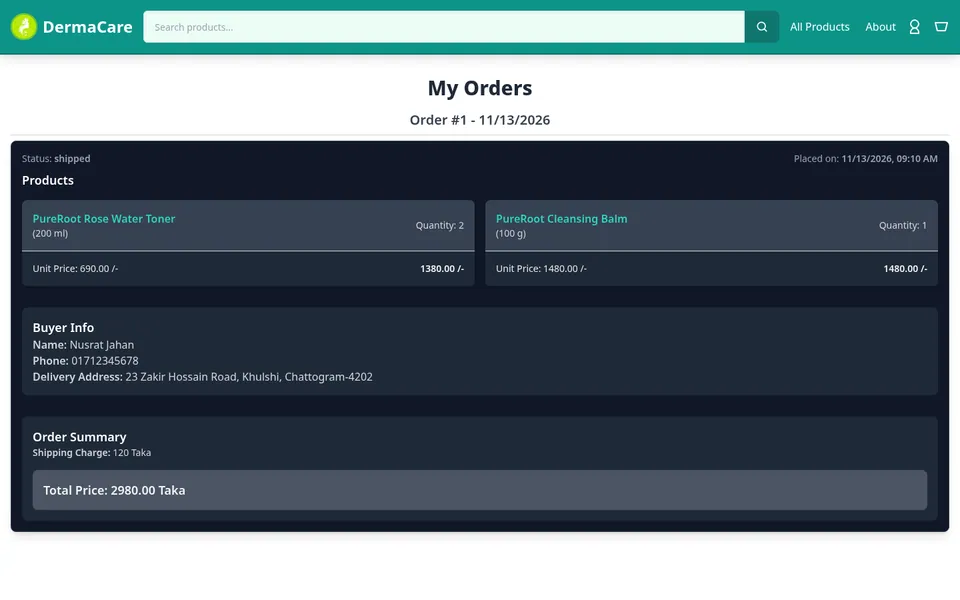 DermaCare
Search products...
All Products
About
My Orders
Order #1 - 11/13/2026
Status: shipped
Placed on: 11/13/2026, 09:10 AM
Products
PureRoot Rose Water Toner
(200 ml)
Quantity: 2
Unit Price: 690.00 /-
1380.00 /-
PureRoot Cleansing Balm
(100 g)
Quantity: 1
Unit Price: 1480.00 /-
1480.00 /-
Buyer Info
Name: Nusrat Jahan
Phone: 01712345678
Delivery Address: 23 Zakir Hossain Road, Khulshi, Chattogram-4202
Order Summary
Shipping Charge: 120 Taka
Total Price: 2980.00 Taka